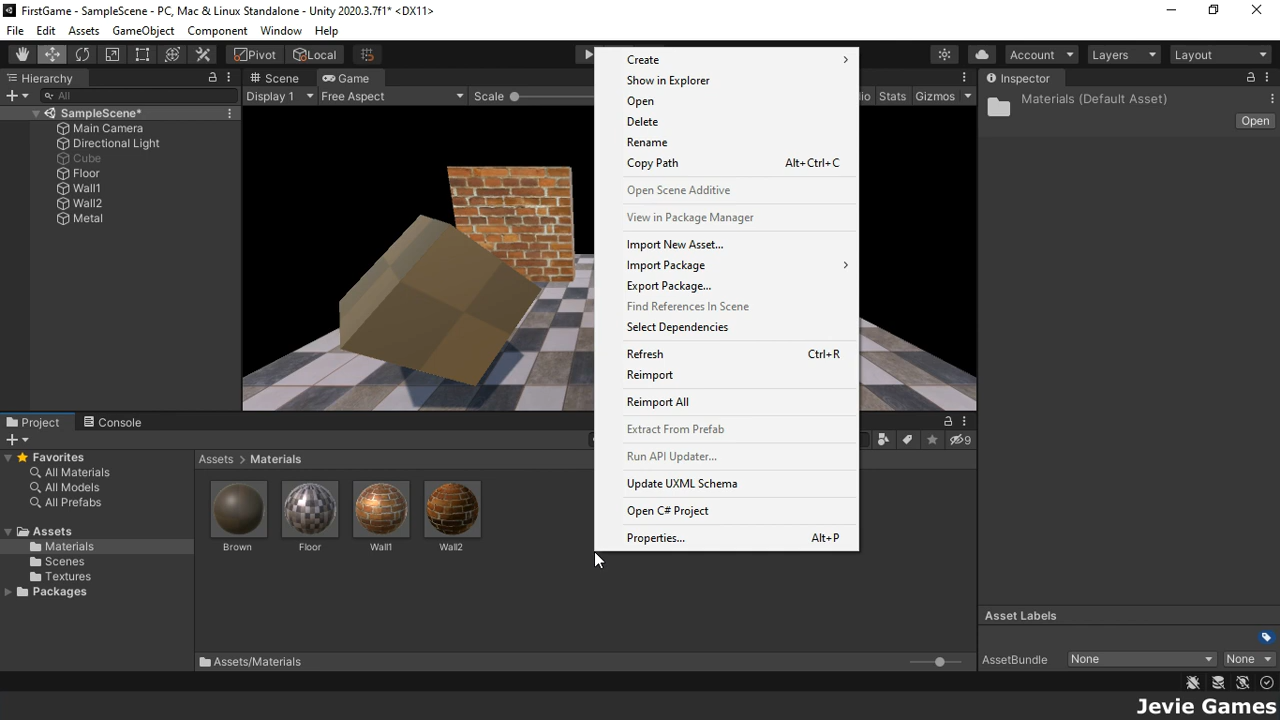 FirstGame - SampleScene - PC, Mac & Linux Standalone - Unity 2020.3.7f1* <DX11>
File Edit Assets GameObject Component Window Help
Pivot Local Account Layers Layout
Hierarchy
All
SampleScene*
Main Camera
Directional Light
Cube
Floor
Wall1
Wall2
Metal
Scene Game
Display 1 Free Aspect Scale Stats Gizmos
Create
Show in Explorer
Open
Delete
Rename
Copy Path Alt+Ctrl+C
Open Scene Additive
View in Package Manager
Import New Asset...
Import Package
Export Package...
Find References In Scene
Select Dependencies
Refresh Ctrl+R
Reimport
Reimport All
Extract From Prefab
Run API Updater...
Update UXML Schema
Open C# Project
Properties... Alt+P
Inspector
Materials (Default Asset)
Open
Project Console
9
Favorites
All Materials
All Models
All Prefabs
Assets
Materials
Scenes
Textures
Packages
Assets > Materials
Brown Floor Wall1 Wall2
Assets/Materials
Asset Labels
AssetBundle None None
Jevie Games